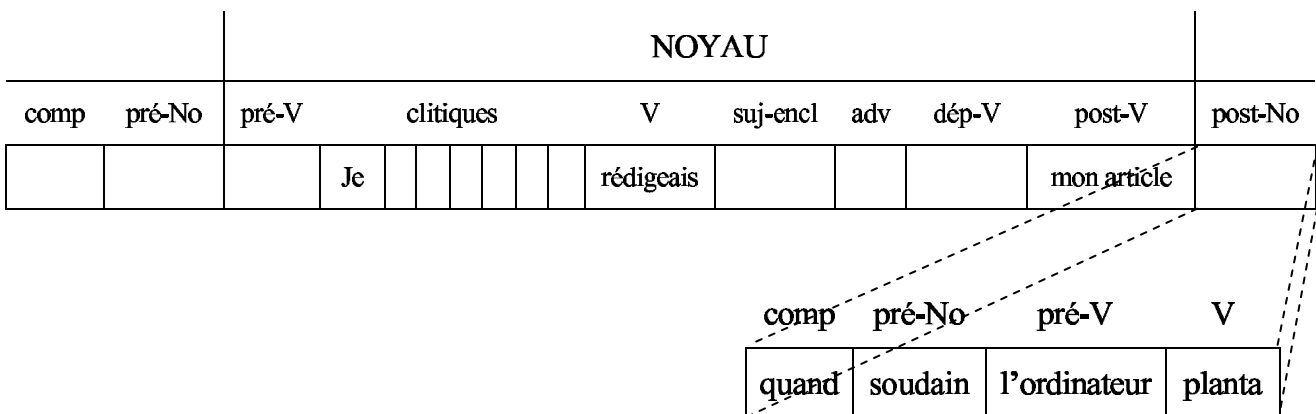 NOYAU
comp pré-No pré-V clitiques V suj-encl adv dép-V post-V post-No
Je rédigeais mon article
comp pré-No pré-V V
quand soudain l'ordinateur planta